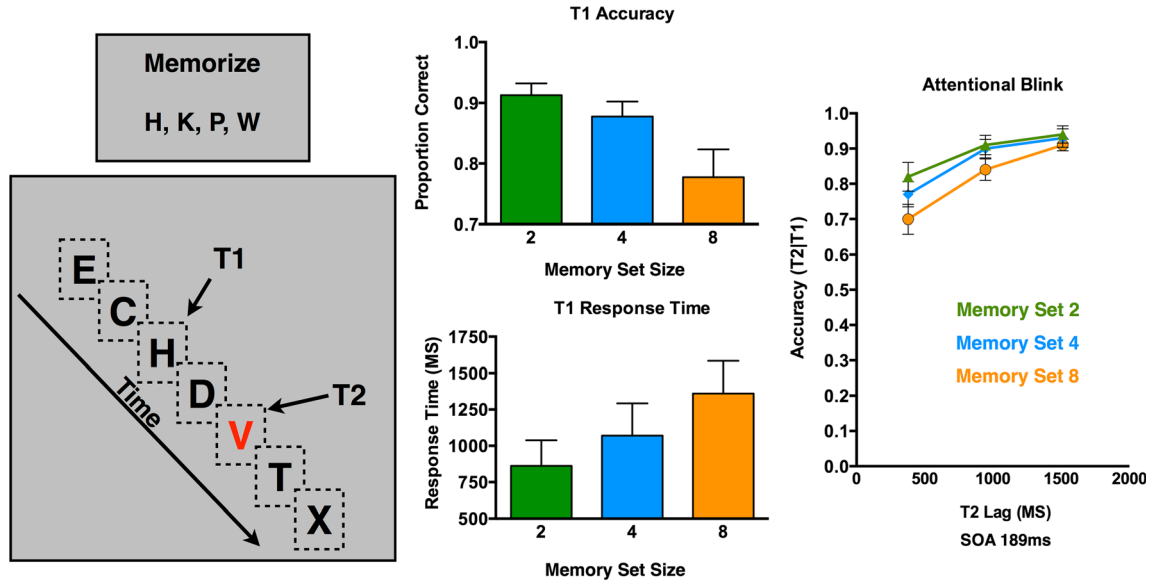 Memorize
H, K, P, W
E
C
H
D
V
T
X
T1
T2
Time
T1 Accuracy
Proportion Correct
1.0
0.9
0.8
0.7
2 4 8
Memory Set Size
T1 Response Time
Response Time (MS)
1750
1500
1250
1000
750
500
2 4 8
Memory Set Size
Attentional Blink
Accuracy (T2|T1)
1.0
0.9
0.8
0.7
0.6
0.5
0.4
0.3
0.2
0.1
0.0
Memory Set 2
Memory Set 4
Memory Set 8
0 500 1000 1500 2000
T2 Lag (MS)
SOA 189ms